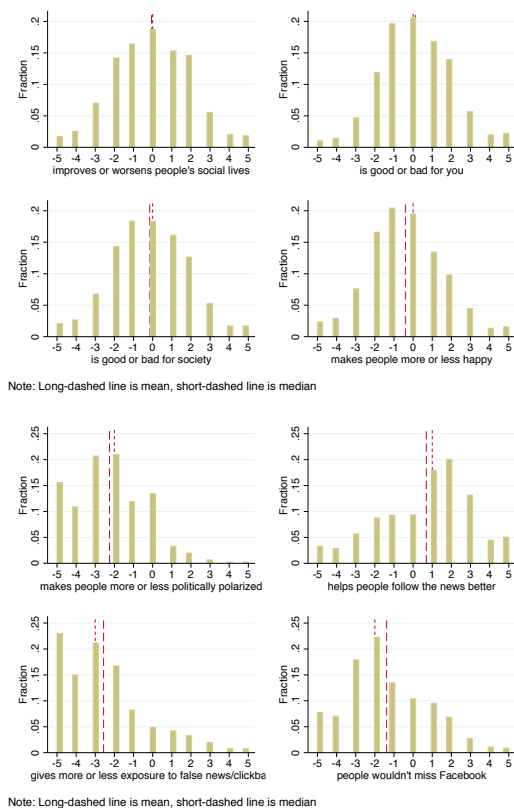 Fraction
0 .05 .1 .15 .2
-5 -4 -3 -2 -1 0 1 2 3 4 5
improves or worsens people's social lives
Fraction
0 .05 .1 .15 .2
-5 -4 -3 -2 -1 0 1 2 3 4 5
is good or bad for you
Fraction
0 .05 .1 .15 .2
-5 -4 -3 -2 -1 0 1 2 3 4 5
is good or bad for society
Fraction
0 .05 .1 .15 .2
-5 -4 -3 -2 -1 0 1 2 3 4 5
makes people more or less happy
Note: Long-dashed line is mean, short-dashed line is median
Fraction
0 .05 .1 .15 .2 .25
-5 -4 -3 -2 -1 0 1 2 3 4 5
makes people more or less politically polarized
Fraction
0 .05 .1 .15 .2 .25
-5 -4 -3 -2 -1 0 1 2 3 4 5
helps people follow the news better
Fraction
0 .05 .1 .15 .2 .25
-5 -4 -3 -2 -1 0 1 2 3 4 5
gives more or less exposure to false news/clickba
Fraction
0 .05 .1 .15 .2 .25
-5 -4 -3 -2 -1 0 1 2 3 4 5
people wouldn't miss Facebook
Note: Long-dashed line is mean, short-dashed line is median